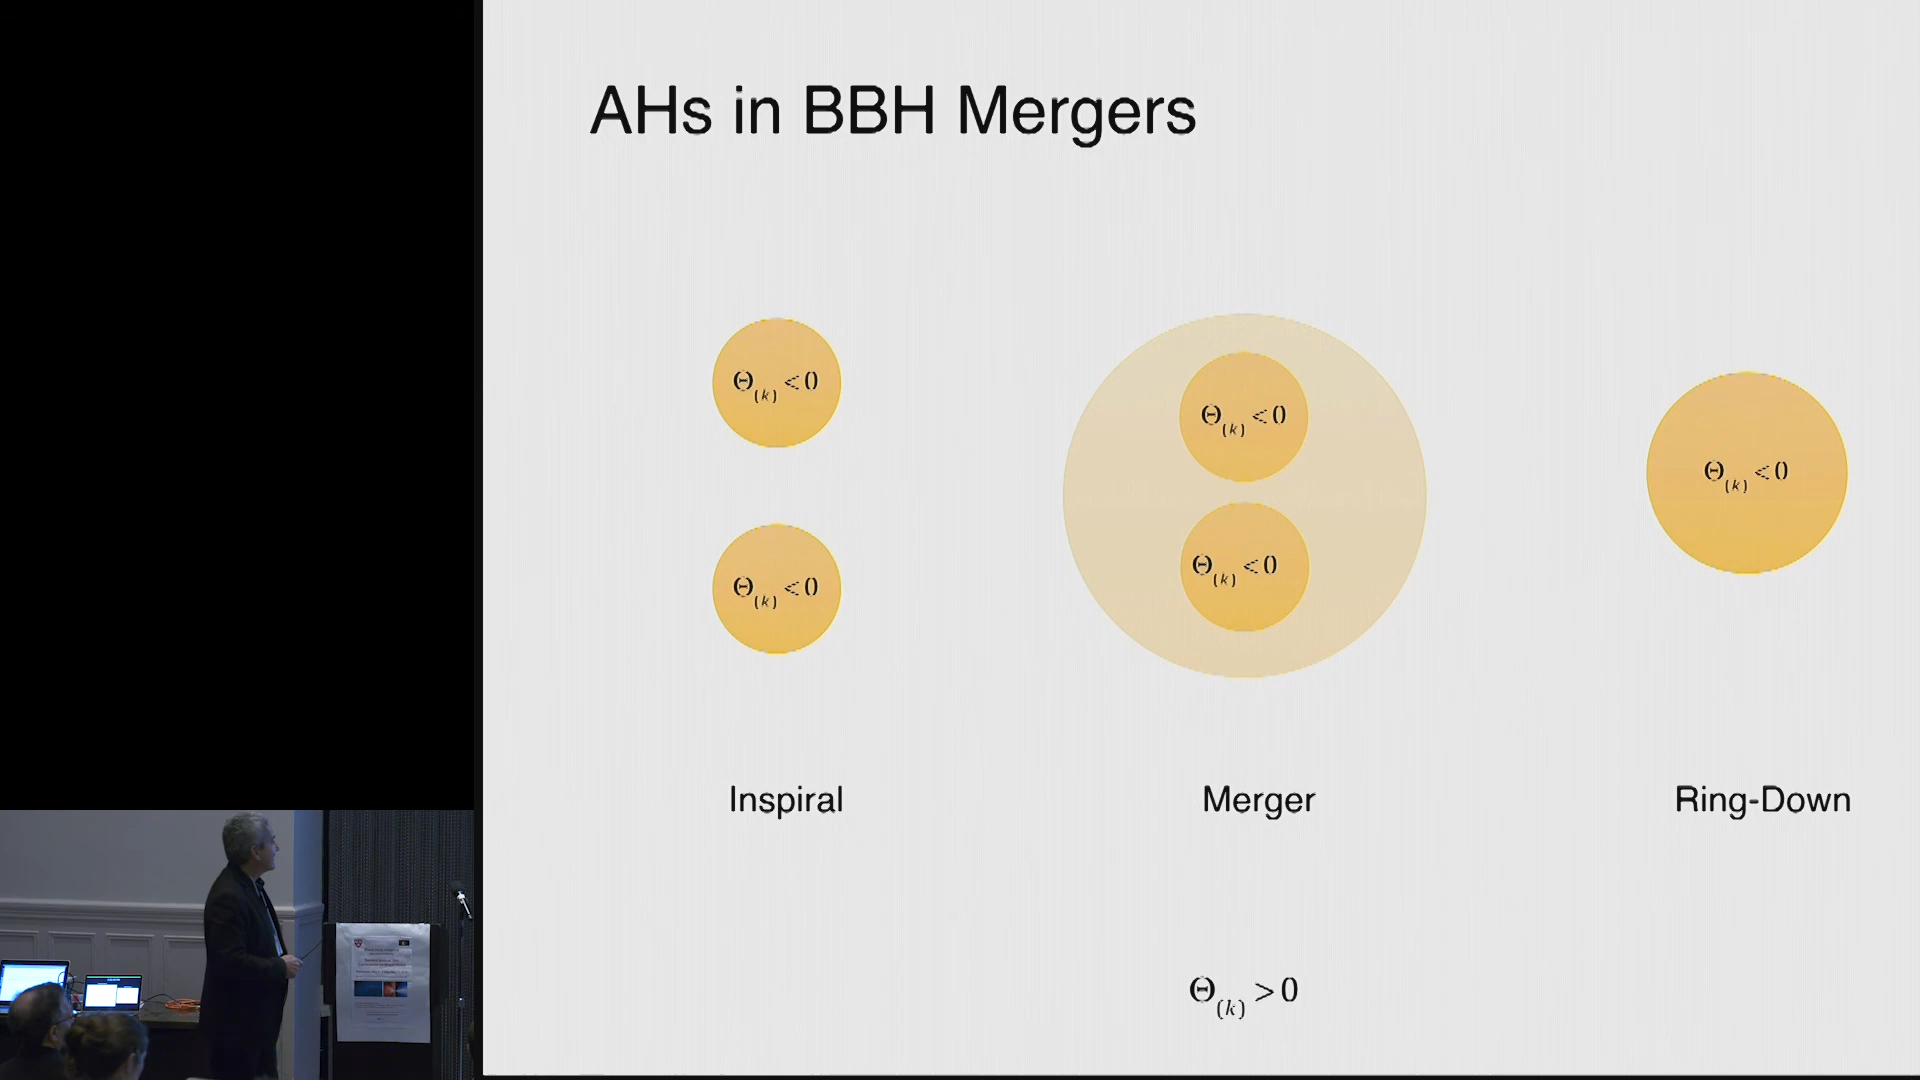 AHs in BBH Mergers
Θ(k) < 0
Θ(k) < 0
Θ(k) < 0
Θ(k) < 0
Θ(k) < 0
Inspiral
Merger
Ring-Down
Θ(k) > 0